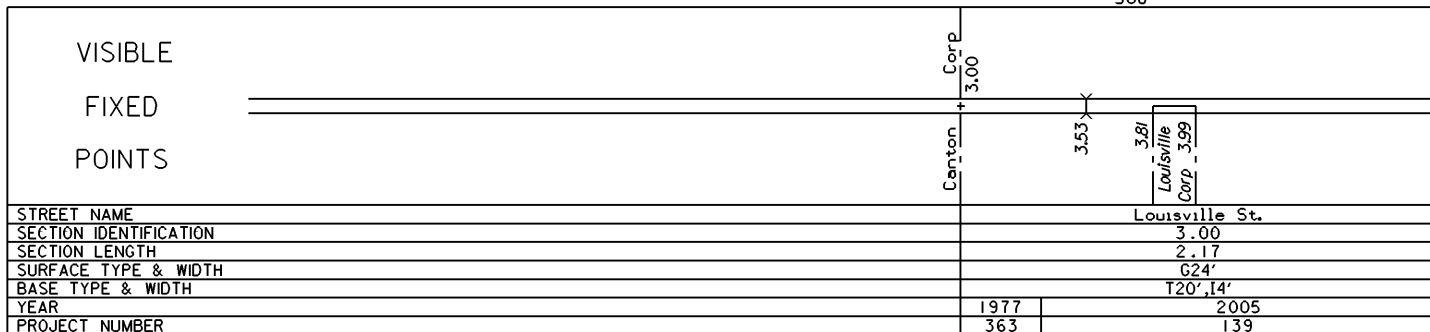 VISIBLE
FIXED
POINTS
Canton Corp
3.00
3.53
3.81
Louisville
Corp
3.99
STREET NAME Louisville St.
SECTION IDENTIFICATION 3.00
SECTION LENGTH 2.17
SURFACE TYPE & WIDTH G24'
BASE TYPE & WIDTH T20',I4'
YEAR 1977 2005
PROJECT NUMBER 363 139